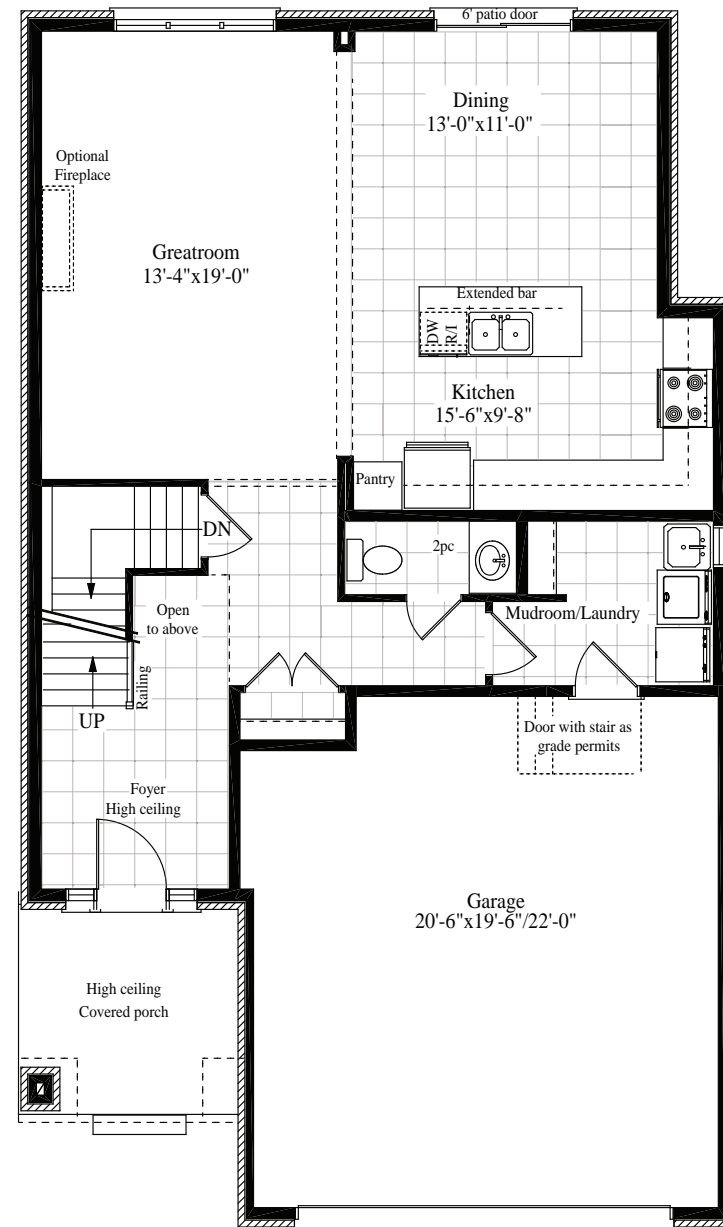 6' patio door
Dining
13'-0"x11'-0"
Optional
Fireplace
Greatroom
13'-4"x19'-0"
Extended bar
DW
R/I
Kitchen
15'-6"x9'-8"
Pantry
DN
2pc
Open
to above
Mudroom/Laundry
Railing
UP
Door with stair as
grade permits
Foyer
High ceiling
Garage
20'-6"x19'-6"/22'-0"
High ceiling
Covered porch